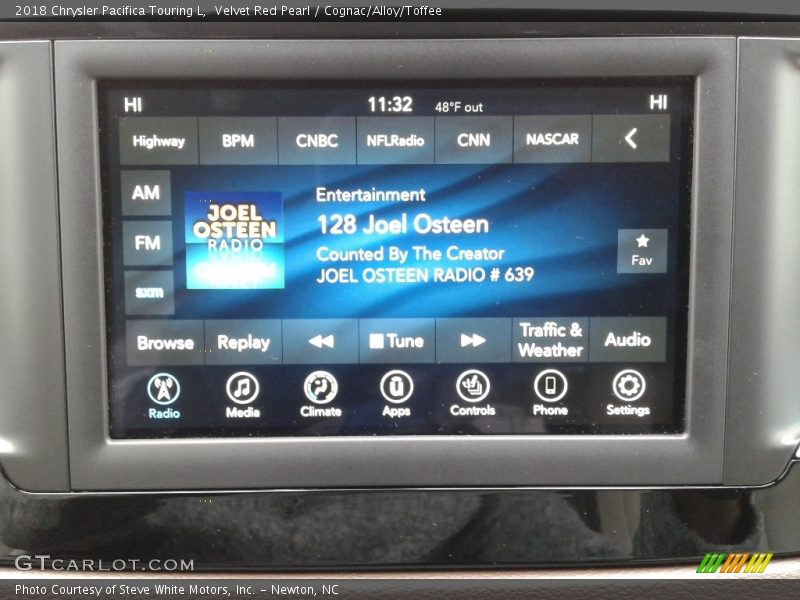 2018 Chrysler Pacifica Touring L, Velvet Red Pearl / Cognac/Alloy/Toffee
HI 11:32 48°F out HI
Highway BPM CNBC NFLRadio CNN NASCAR
AM
FM
sxm
JOEL
OSTEEN
RADIO
Entertainment
128 Joel Osteen
Counted By The Creator
JOEL OSTEEN RADIO # 639
Fav
Browse Replay Tune Traffic & Weather Audio
Radio Media Climate Apps Controls Phone Settings
GTCARLOT.COM
Photo Courtesy of Steve White Motors, Inc. – Newton, NC